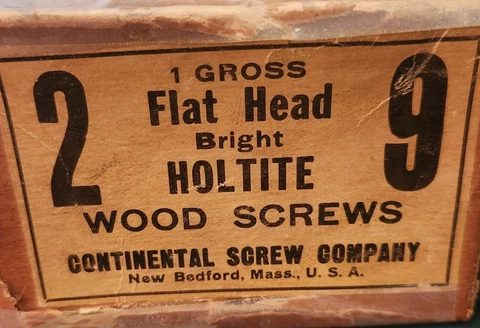 1 GROSS
2 Flat Head 9
Bright
HOLTITE
WOOD SCREWS
CONTINENTAL SCREW COMPANY
New Bedford, Mass., U. S. A.